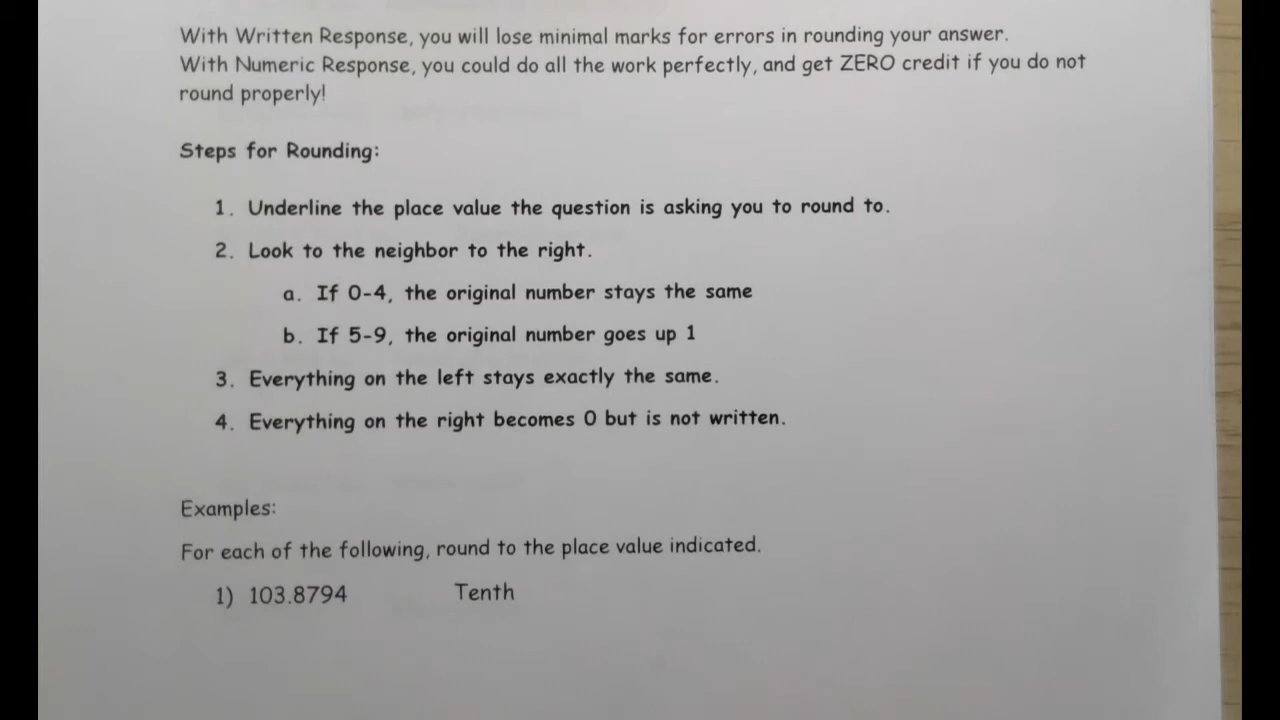 With Written Response, you will lose minimal marks for errors in rounding your answer.
With Numeric Response, you could do all the work perfectly, and get ZERO credit if you do not
round properly!
Steps for Rounding:
1. Underline the place value the question is asking you to round to.
2. Look to the neighbor to the right.
a. If 0-4, the original number stays the same
b. If 5-9, the original number goes up 1
3. Everything on the left stays exactly the same.
4. Everything on the right becomes 0 but is not written.
Examples:
For each of the following, round to the place value indicated.
1) 103.8794 Tenth